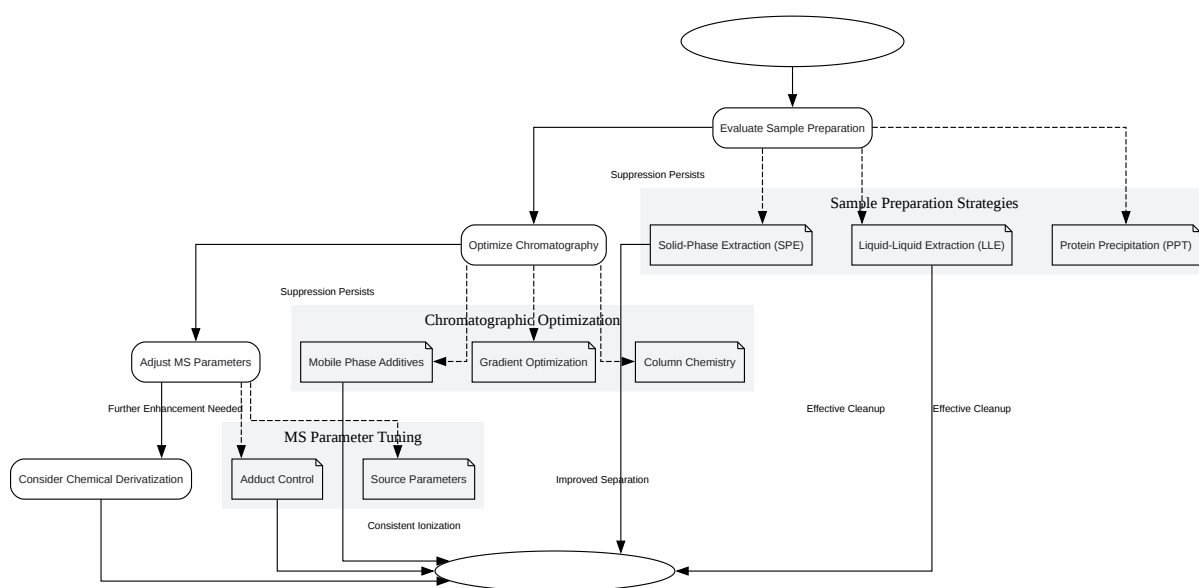 Evaluate Sample Preparation
Suppression Persists
Sample Preparation Strategies
Optimize Chromatography
Solid-Phase Extraction (SPE)
Liquid-Liquid Extraction (LLE)
Protein Precipitation (PPT)
Suppression Persists
Chromatographic Optimization
Adjust MS Parameters
Mobile Phase Additives
Gradient Optimization
Column Chemistry
Further Enhancement Needed
Effective Cleanup
Effective Cleanup
MS Parameter Tuning
Consider Chemical Derivatization
Adduct Control
Source Parameters
Improved Separation
Consistent Ionization